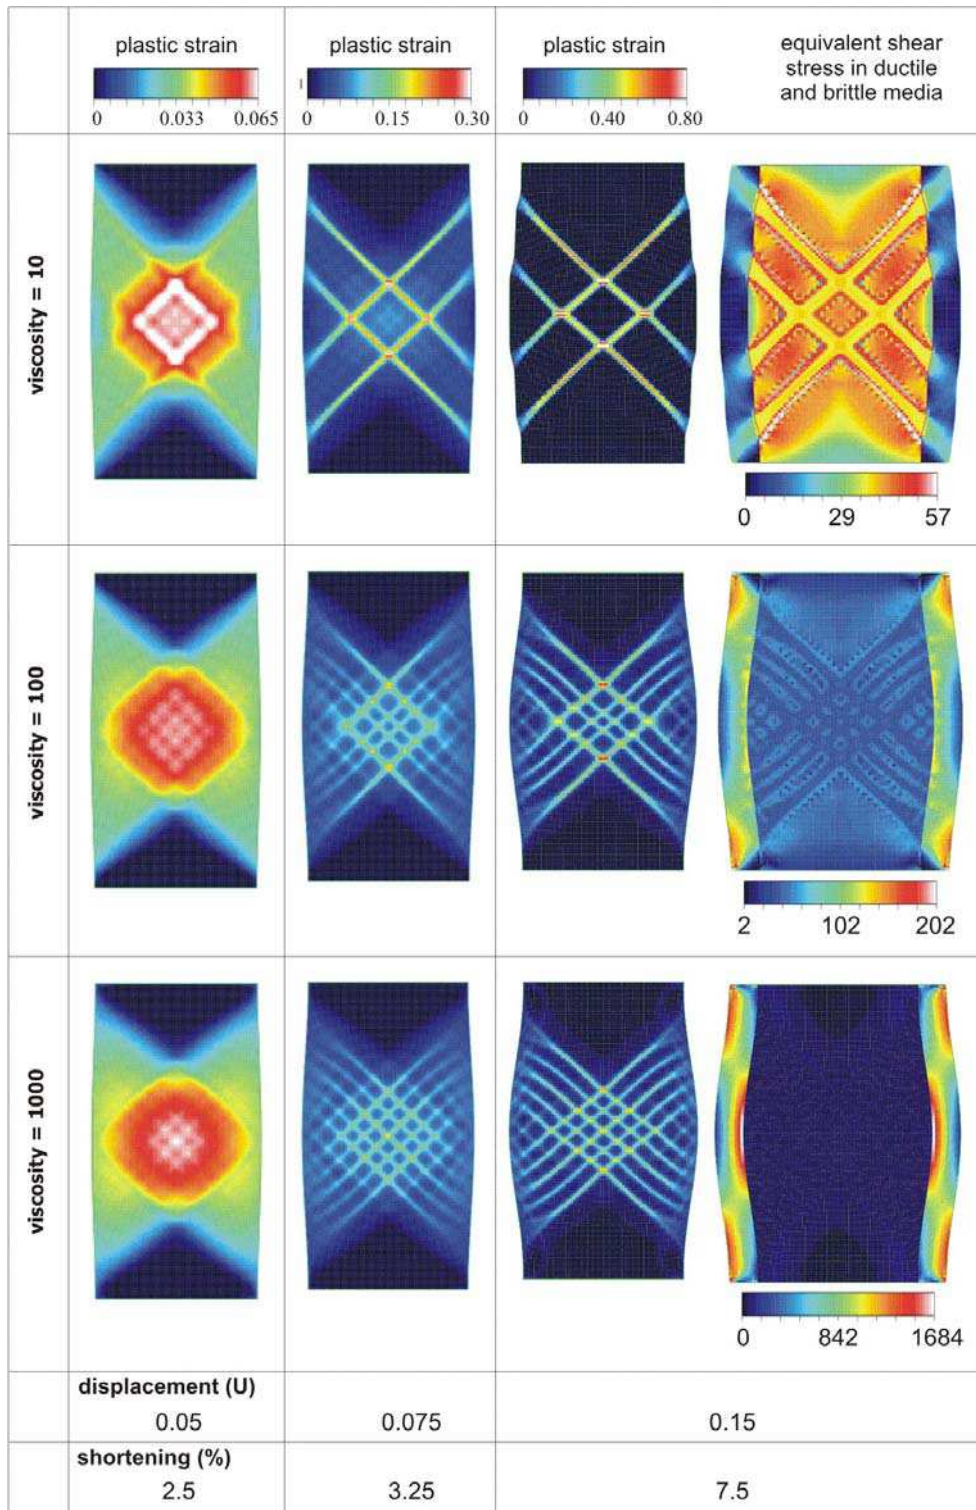 plastic strain
0 0.033 0.065
plastic strain
0 0.15 0.30
plastic strain
0 0.40 0.80
equivalent shear
stress in ductile
and brittle media
viscosity = 10
0 29 57
viscosity = 100
2 102 202
viscosity = 1000
0 842 1684
displacement (U)
0.05 0.075 0.15
shortening (%)
2.5 3.25 7.5